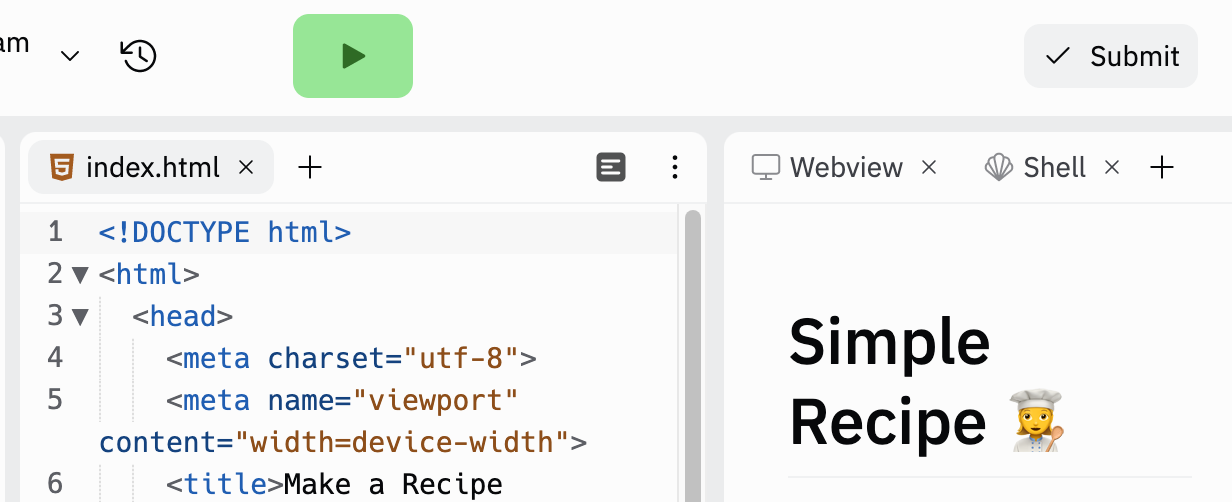 am
Submit
index.html
Webview
Shell
1 <!DOCTYPE html>
2 <html>
3 <head>
4 <meta charset="utf-8">
5 <meta name="viewport"
content="width=device-width">
6 <title>Make a Recipe
Simple
Recipe 👩‍🍳